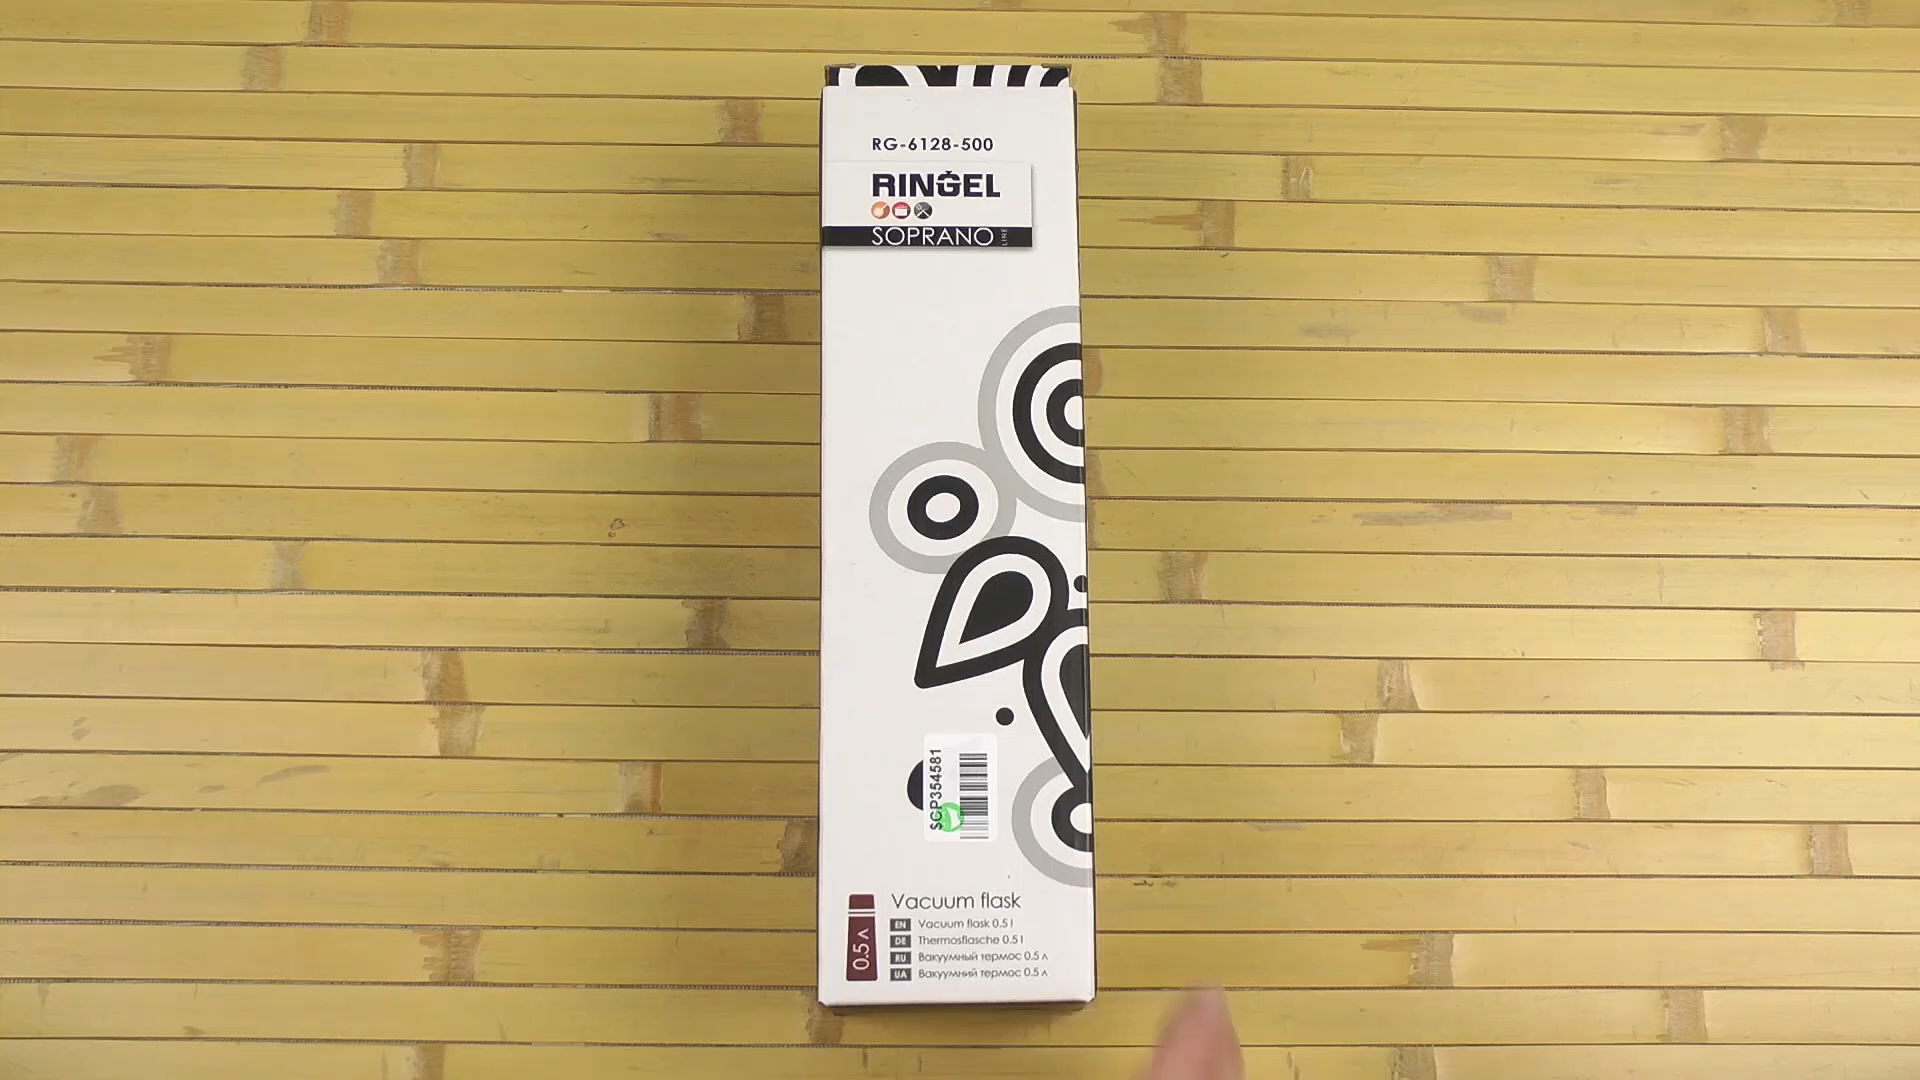 RG-6128-500
RINGEL
SOPRANO LINE
SCP354581
Vacuum flask
0.5 л
EN Vacuum flask 0.5 l
DE Thermosflasche 0.5 l
RU Вакуумный термос 0.5 л
UA Вакуумний термос 0.5 л